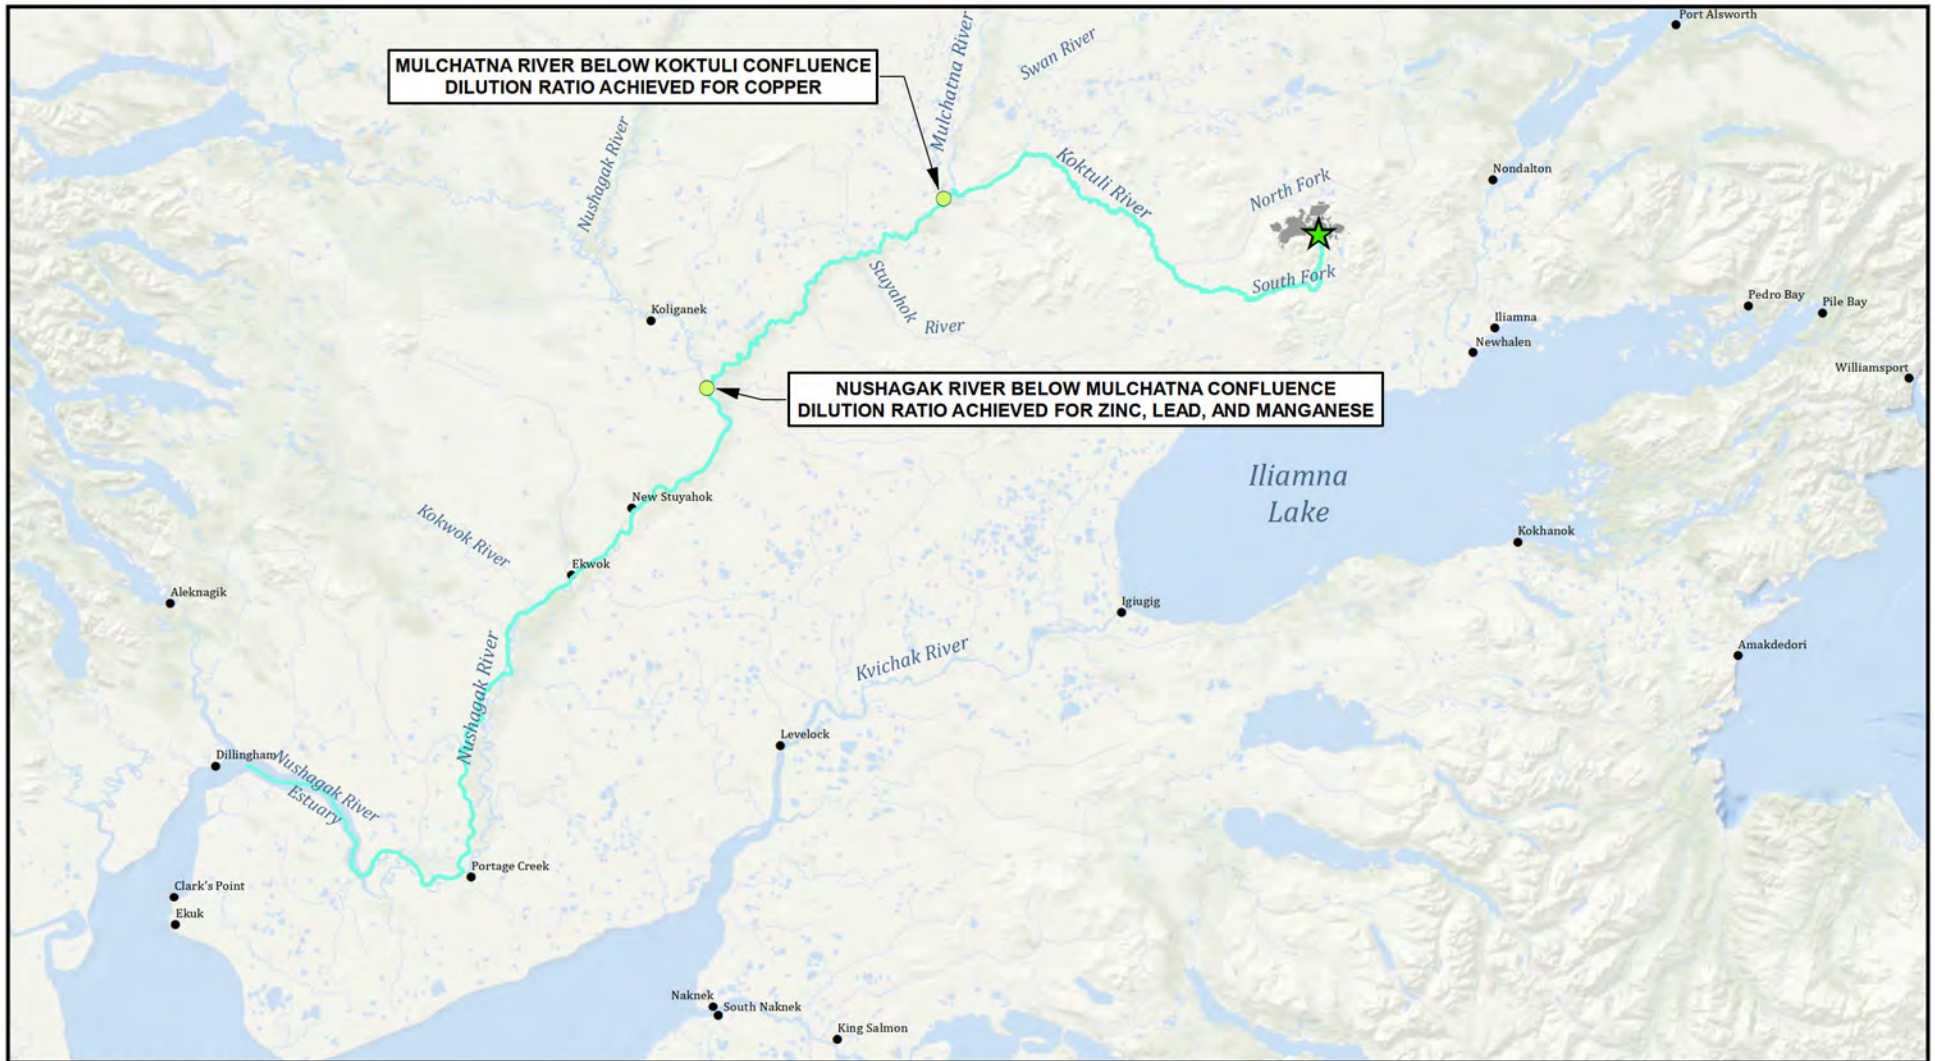 Port Alsworth
MULCHATNA RIVER BELOW KOKTULI CONFLUENCE
DILUTION RATIO ACHIEVED FOR COPPER
Mulchatna River
Swan River
Nushagak River
Koktuli River
North Fork
Nondalton
South Fork
Stuyahok
River
Koliganek
Pedro Bay
Pile Bay
Iliamna
Newhalen
Williamsport
NUSHAGAK RIVER BELOW MULCHATNA CONFLUENCE
DILUTION RATIO ACHIEVED FOR ZINC, LEAD, AND MANGANESE
Iliamna
Lake
New Stuyahok
Kokwok River
Kokhanok
Ekwok
Aleknagik
Igiugig
Nushagak River
Kvichak River
Amakdedori
Levelock
Dillingham
Nushagak River
Estuary
Portage Creek
Clark's Point
Ekuk
Naknek
South Naknek
King Salmon